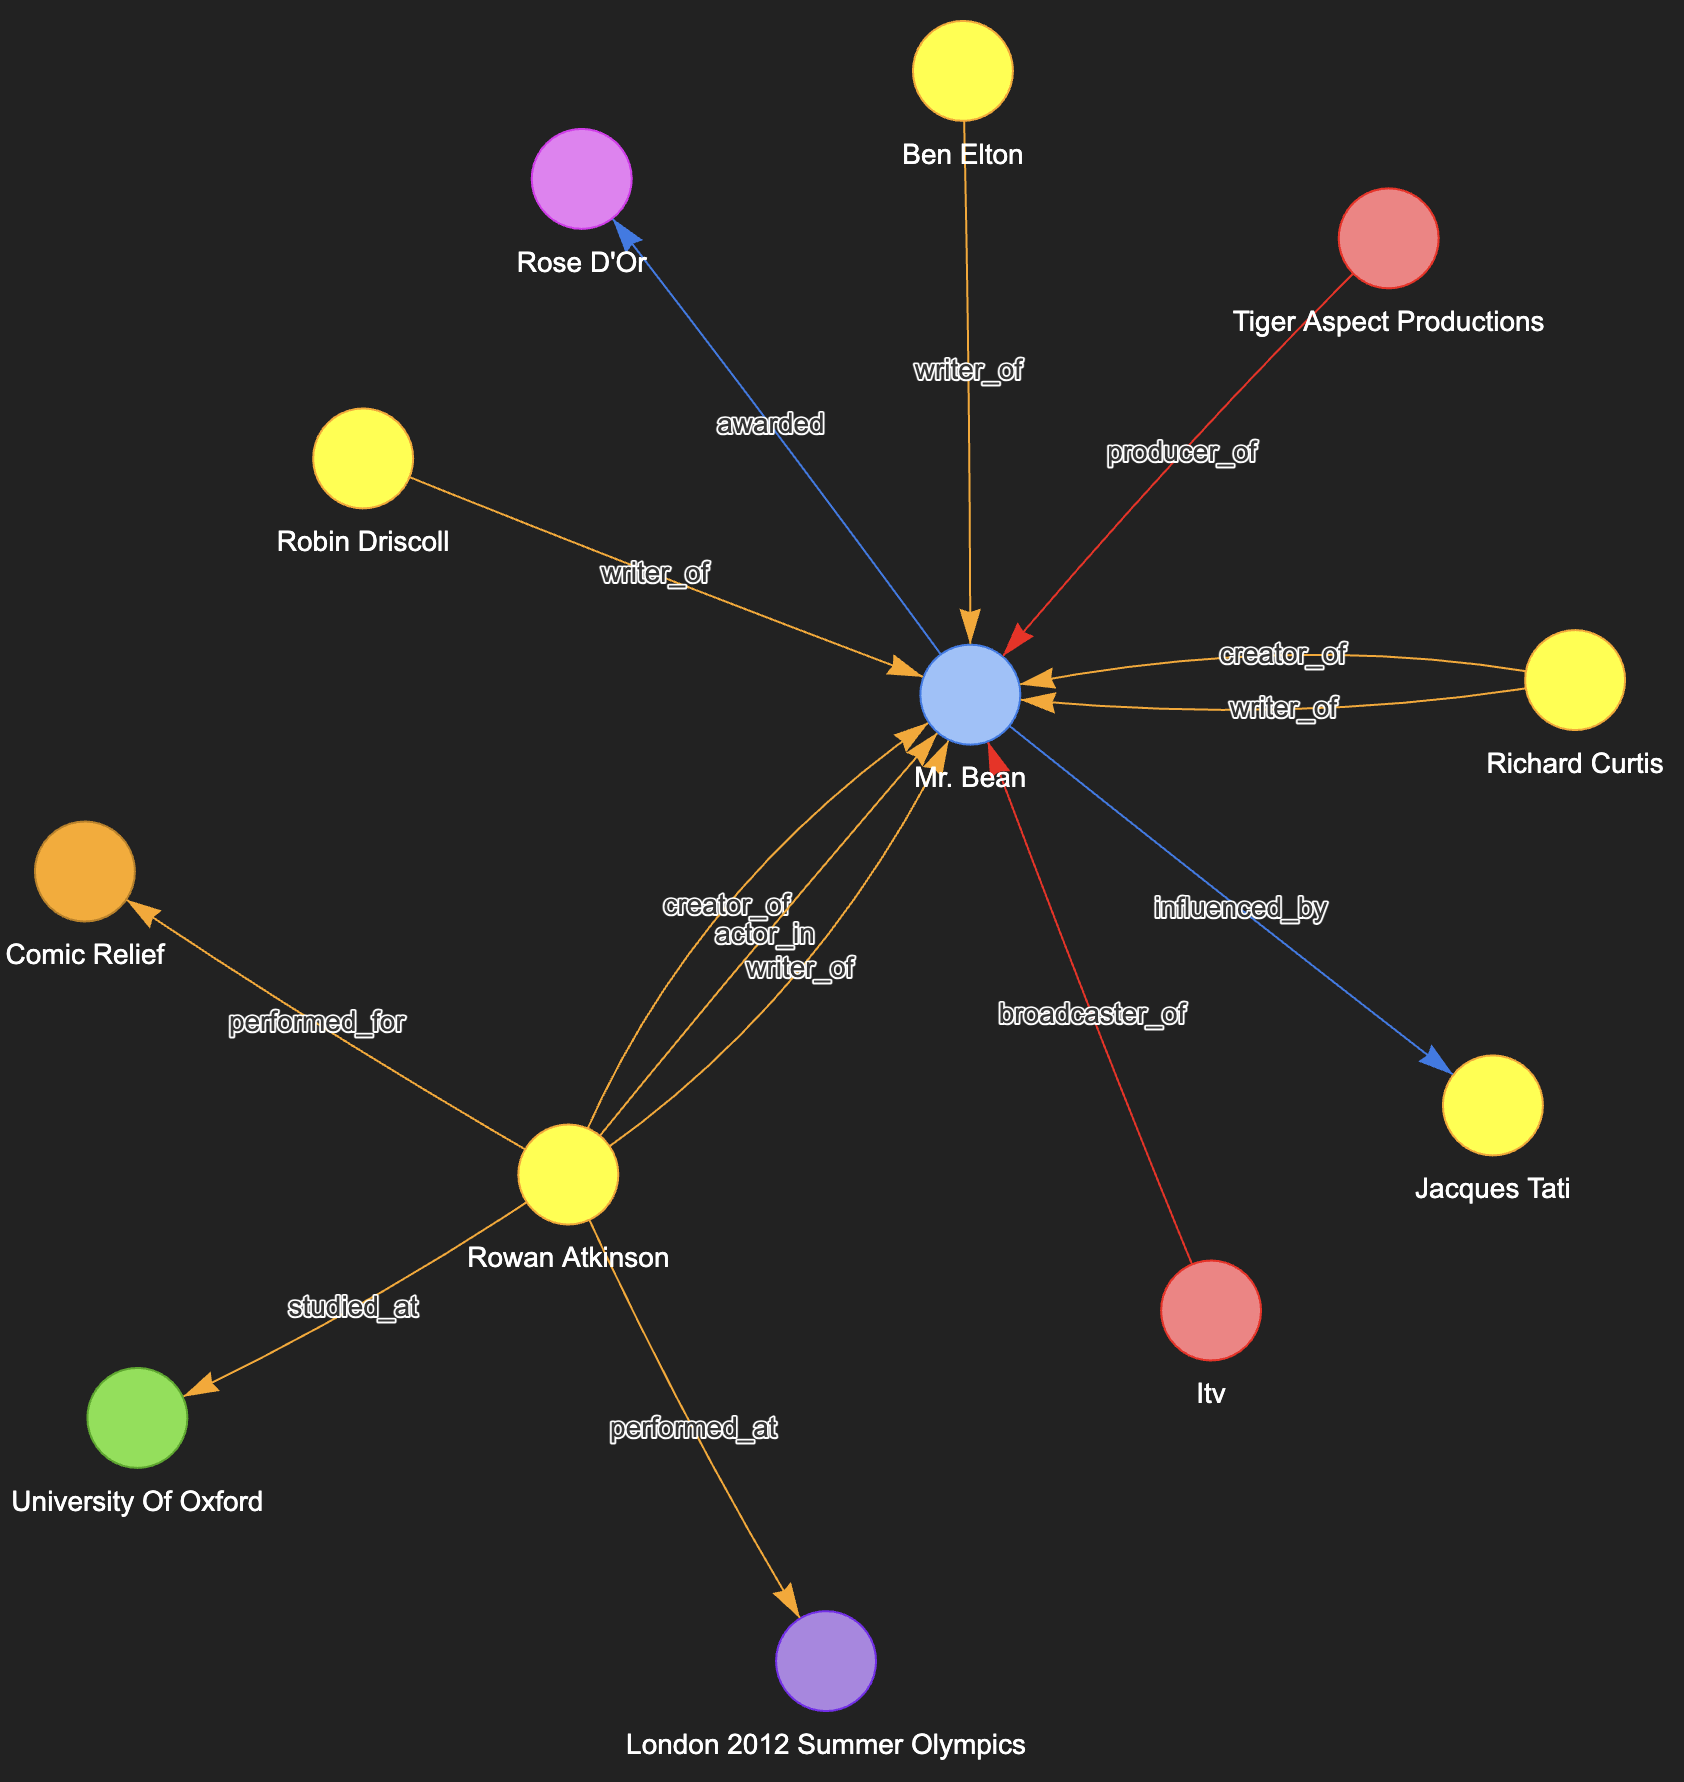 Ben Elton
Rose D'Or
Tiger Aspect Productions
writer_of
awarded
producer_of
Robin Driscoll
writer_of
creator_of
writer_of
Richard Curtis
Mr. Bean
creator_of
actor_in
writer_of
influenced_by
Comic Relief
performed_for
broadcaster_of
Jacques Tati
Rowan Atkinson
studied_at
Itv
performed_at
University Of Oxford
London 2012 Summer Olympics